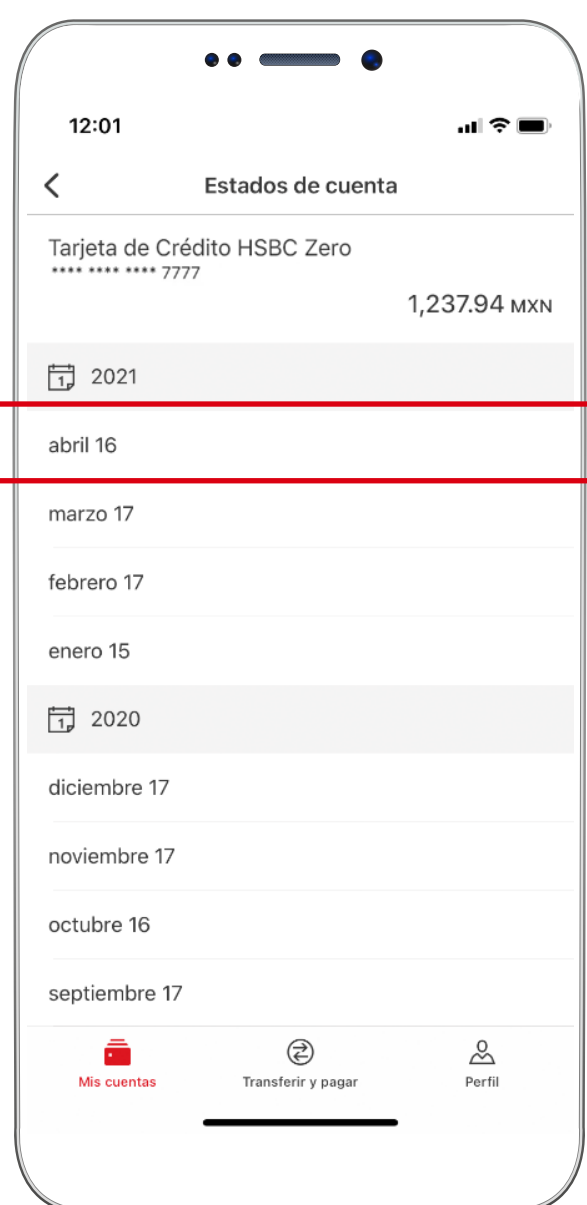 12:01
Estados de cuenta
Tarjeta de Crédito HSBC Zero
**** **** **** 7777
1,237.94 MXN
1 2021
abril 16
marzo 17
febrero 17
enero 15
1 2020
diciembre 17
noviembre 17
octubre 16
septiembre 17
Mis cuentas Transferir y pagar Perfil